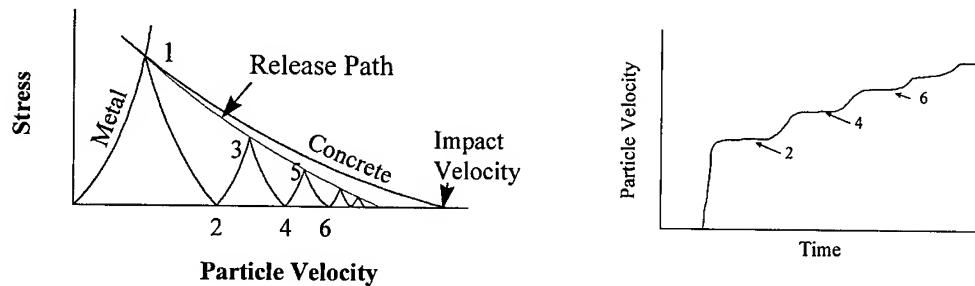 Stress
Metal
1
Release Path
3
Concrete
5
Impact
Velocity
2
4
6
Particle Velocity
Particle Velocity
2
4
6
Time